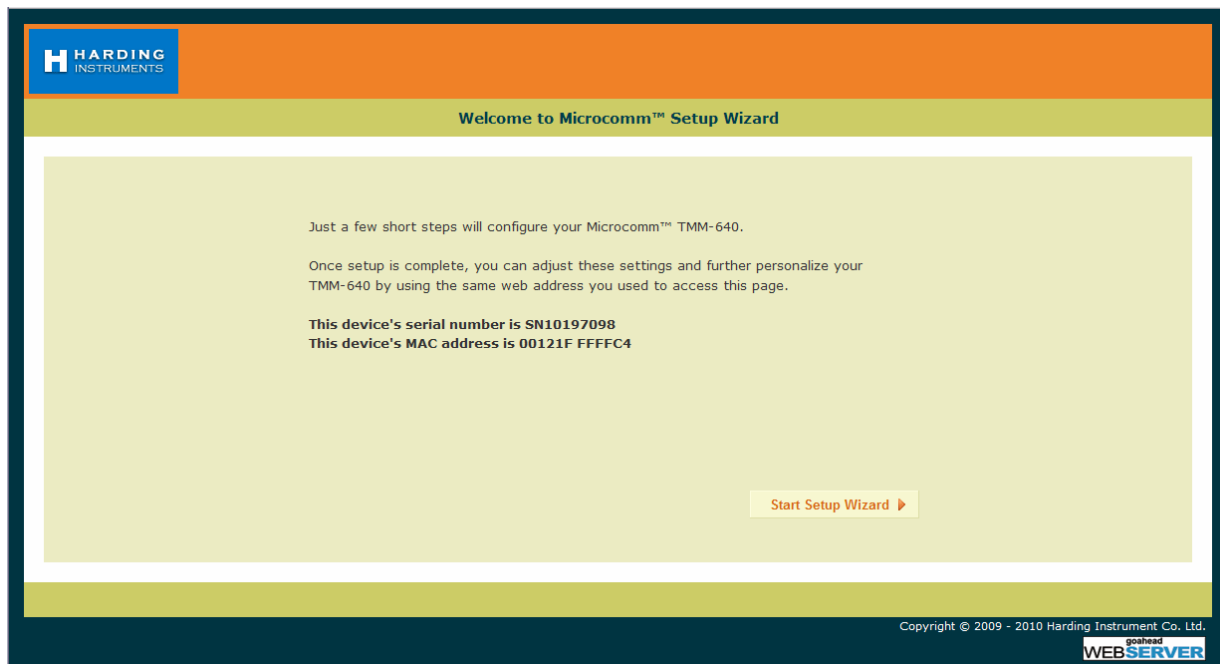 HARDING
INSTRUMENTS
Welcome to Microcomm™ Setup Wizard
Just a few short steps will configure your Microcomm™ TMM-640.
Once setup is complete, you can adjust these settings and further personalize your
TMM-640 by using the same web address you used to access this page.
This device's serial number is SN10197098
This device's MAC address is 00121F FFFFC4
Start Setup Wizard
Copyright © 2009 - 2010 Harding Instrument Co. Ltd.
goahead
WEBSERVER